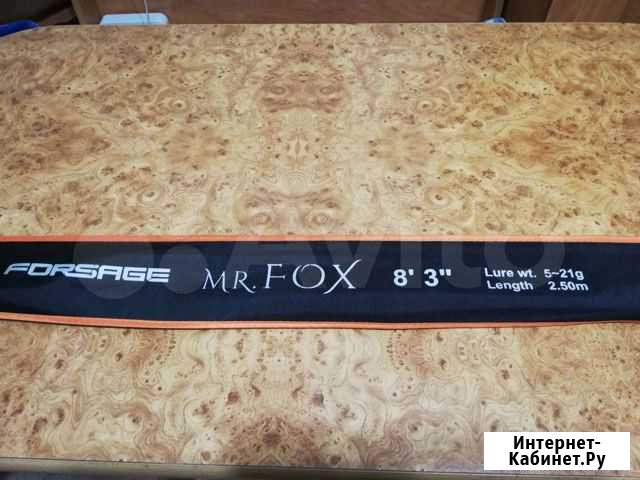 FORSAGE MR. FOX 8' 3" Lure wt. 5~21g
Length 2.50m
Avito
Интернет-
Кабинет.Ру